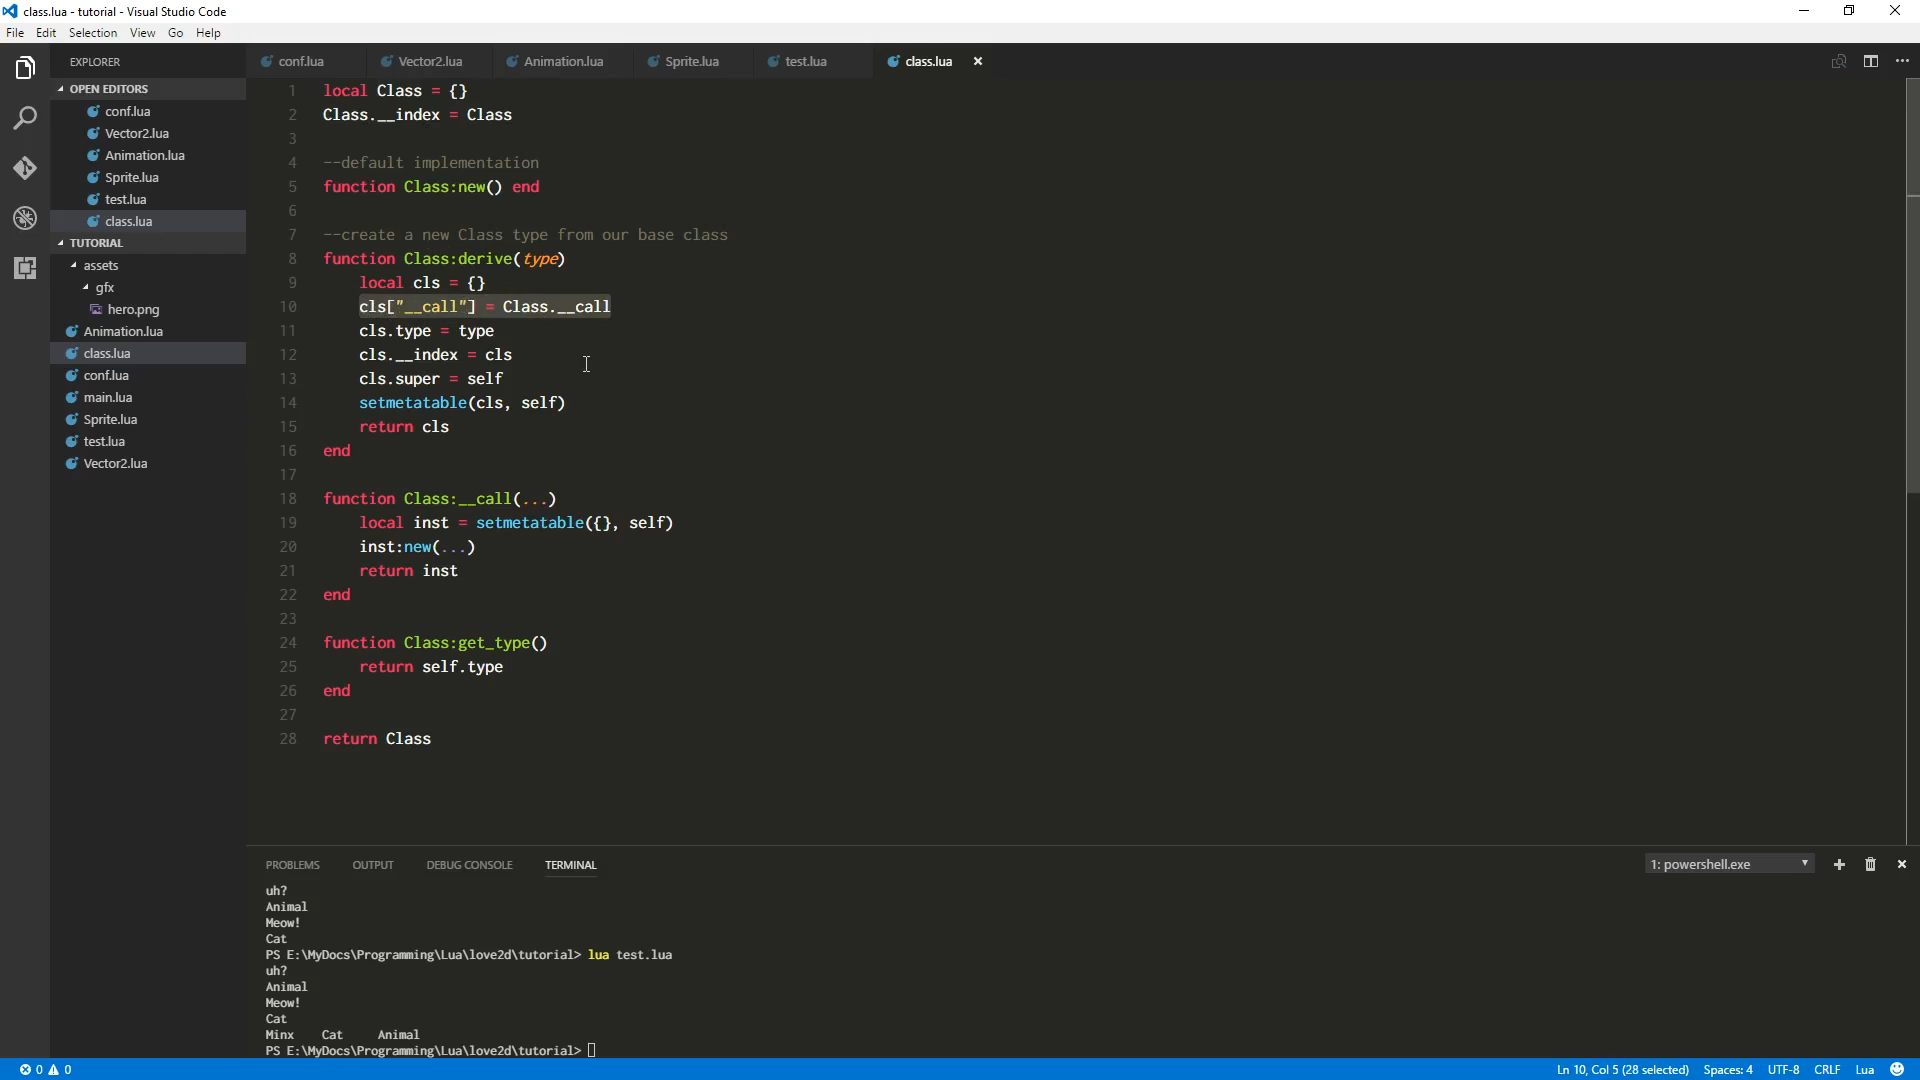 class.lua - tutorial - Visual Studio Code
File Edit Selection View Go Help
EXPLORER
OPEN EDITORS
conf.lua
Vector2.lua
Animation.lua
Sprite.lua
test.lua
class.lua
TUTORIAL
assets
gfx
hero.png
Animation.lua
class.lua
conf.lua
main.lua
Sprite.lua
test.lua
Vector2.lua
conf.lua Vector2.lua Animation.lua Sprite.lua test.lua class.lua
1 local Class = {}
2 Class.__index = Class
3
4 --default implementation
5 function Class:new() end
6
7 --create a new Class type from our base class
8 function Class:derive(type)
9 local cls = {}
10 cls["__call"] = Class.__call
11 cls.type = type
12 cls.__index = cls
13 cls.super = self
14 setmetatable(cls, self)
15 return cls
16 end
17
18 function Class:__call(...)
19 local inst = setmetatable({}, self)
20 inst:new(...)
21 return inst
22 end
23
24 function Class:get_type()
25 return self.type
26 end
27
28 return Class
PROBLEMS OUTPUT DEBUG CONSOLE TERMINAL 1: powershell.exe
uh?
Animal
Meow!
Cat
PS E:\MyDocs\Programming\Lua\love2d\tutorial> lua test.lua
uh?
Animal
Meow!
Cat
Minx Cat Animal
PS E:\MyDocs\Programming\Lua\love2d\tutorial>
0 0 Ln 10, Col 5 (28 selected) Spaces: 4 UTF-8 CRLF Lua